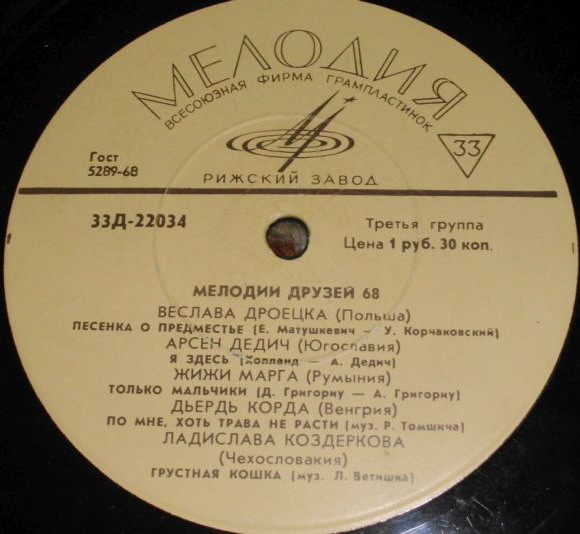 МЕЛОДИЯ
ВСЕСОЮЗНАЯ ФИРМА ГРАМПЛАСТИНОК
33
Гост
5289-68
РИЖСКИЙ ЗАВОД
33Д-22034
Третья группа
Цена 1 руб. 30 коп.
1
МЕЛОДИИ ДРУЗЕЙ 68
ВЕСЛАВА ДРОЕЦКА (Польша)
ПЕСЕНКА О ПРЕДМЕСТЬЕ (Е. Матушкевич – У. Корчаковский)
АРСЕН ДЕДИЧ (Югославия)
Я ЗДЕСЬ (Холланд — А. Дедич)
ЖИЖИ МАРГА (Румыния)
ТОЛЬКО МАЛЬЧИКИ (Д. Григориу — А. Григориу)
ДЬЕРДЬ КОРДА (Венгрия)
ПО МНЕ, ХОТЬ ТРАВА НЕ РАСТИ (муз. Р. Томшича)
ЛАДИСЛАВА КОЗДЕРКОВА
(Чехословакия)
ГРУСТНАЯ КОШКА (муз. Л. Ветишка)